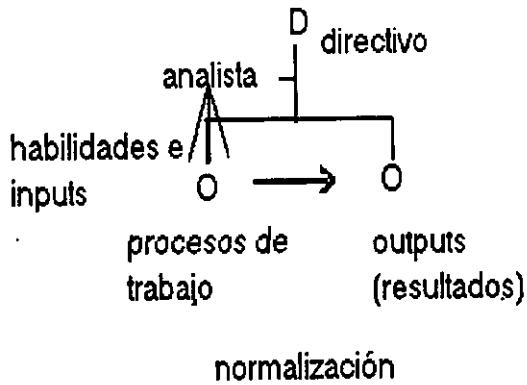 D
directivo
analista
habilidades e
inputs
O
O
procesos de
trabajo
outputs
(resultados)
normalización